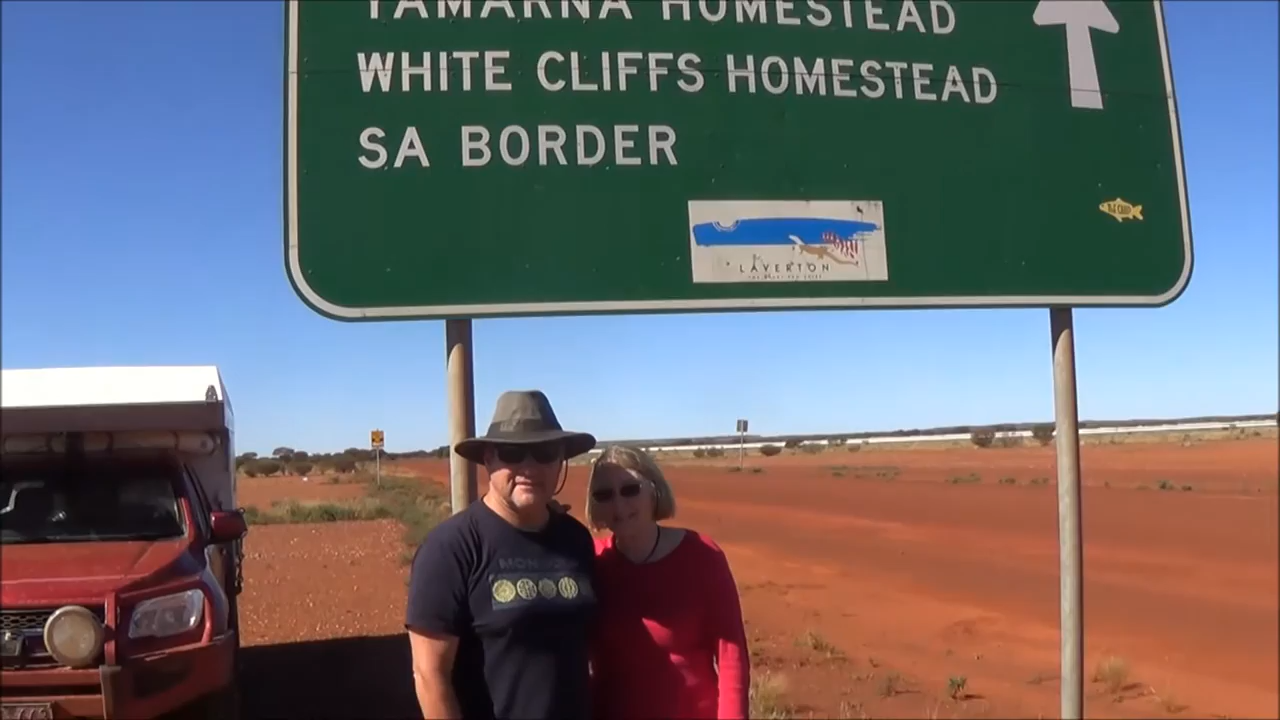 YAMARNA HOMESTEAD
WHITE CLIFFS HOMESTEAD
SA BORDER
LAVERTON